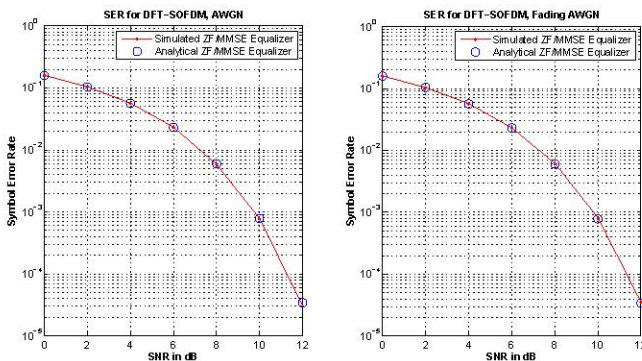 SER for DFT-SOFDM, AWGN
Simulated ZF/MMSE Equalizer
Analytical ZF/MMSE Equalizer
Symbol Error Rate
10^0
10^-1
10^-2
10^-3
10^-4
10^-5
0 2 4 6 8 10 12
SNR in dB
SER for DFT-SOFDM, Fading AWGN
Simulated ZF/MMSE Equalizer
Analytical ZF/MMSE Equalizer
Symbol Error Rate
10^0
10^-1
10^-2
10^-3
10^-4
10^-5
0 2 4 6 8 10 12
SNR in dB